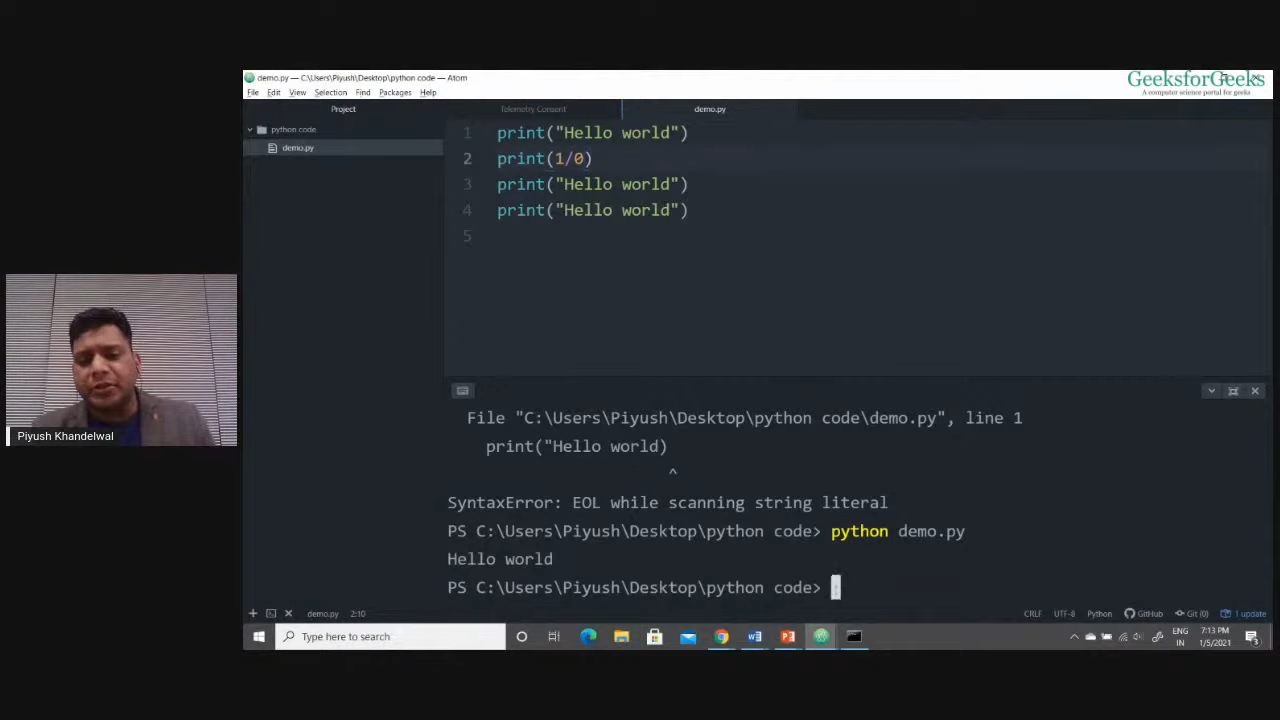 demo.py — C:\Users\Piyush\Desktop\python code — Atom
GeeksforGeeks
A computer science portal for geeks
File Edit View Selection Find Packages Help
Project
Telemetry Consent
demo.py
python code
demo.py
1 print("Hello world")
2 print(1/0)
3 print("Hello world")
4 print("Hello world")
5
File "C:\Users\Piyush\Desktop\python code\demo.py", line 1
print("Hello world)
^
SyntaxError: EOL while scanning string literal
PS C:\Users\Piyush\Desktop\python code> python demo.py
Hello world
PS C:\Users\Piyush\Desktop\python code>
Piyush Khandelwal
demo.py 2:10 CRLF UTF-8 Python GitHub Git (0) 1 update
Type here to search
ENG
IN
7:13 PM
1/5/2021